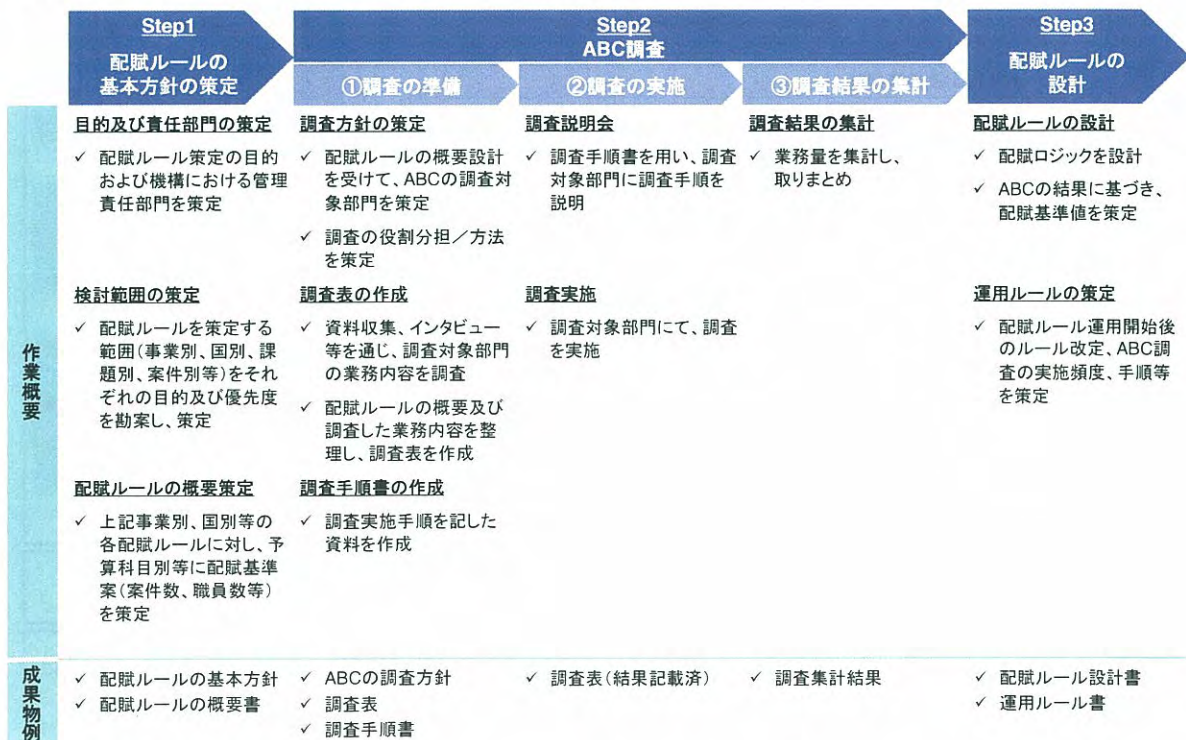 Step1
配賦ルールの
基本方針の策定
Step2
ABC調査
①調査の準備
②調査の実施
③調査結果の集計
Step3
配賦ルールの
設計
作業概要
目的及び責任部門の策定
✓ 配賦ルール策定の目的
および機構における管理
責任部門を策定
検討範囲の策定
✓ 配賦ルールを策定する
範囲(事業別、国別、課
題別、案件別等)をそれ
ぞれの目的及び優先度
を勘案し、策定
配賦ルールの概要策定
✓ 上記事業別、国別等の
各配賦ルールに対し、予
算科目別等に配賦基準
案(案件数、職員数等)
を策定
調査方針の策定
✓ 配賦ルールの概要設計
を受けて、ABCの調査対
象部門を策定
✓ 調査の役割分担／方法
を策定
調査表の作成
✓ 資料収集、インタビュー
等を通じ、調査対象部門
の業務内容を調査
✓ 配賦ルールの概要及び
調査した業務内容を整
理し、調査表を作成
調査手順書の作成
✓ 調査実施手順を記した
資料を作成
調査説明会
✓ 調査手順書を用い、調査
対象部門に調査手順を
説明
調査実施
✓ 調査対象部門にて、調査
を実施
調査結果の集計
✓ 業務量を集計し、
取りまとめ
配賦ルールの設計
✓ 配賦ロジックを設計
✓ ABCの結果に基づき、
配賦基準値を策定
運用ルールの策定
✓ 配賦ルール運用開始後
のルール改定、ABC調
査の実施頻度、手順等
を策定
成果物例
✓ 配賦ルールの基本方針
✓ 配賦ルールの概要書
✓ ABCの調査方針
✓ 調査表
✓ 調査手順書
✓ 調査表(結果記載済)
✓ 調査集計結果
✓ 配賦ルール設計書
✓ 運用ルール書